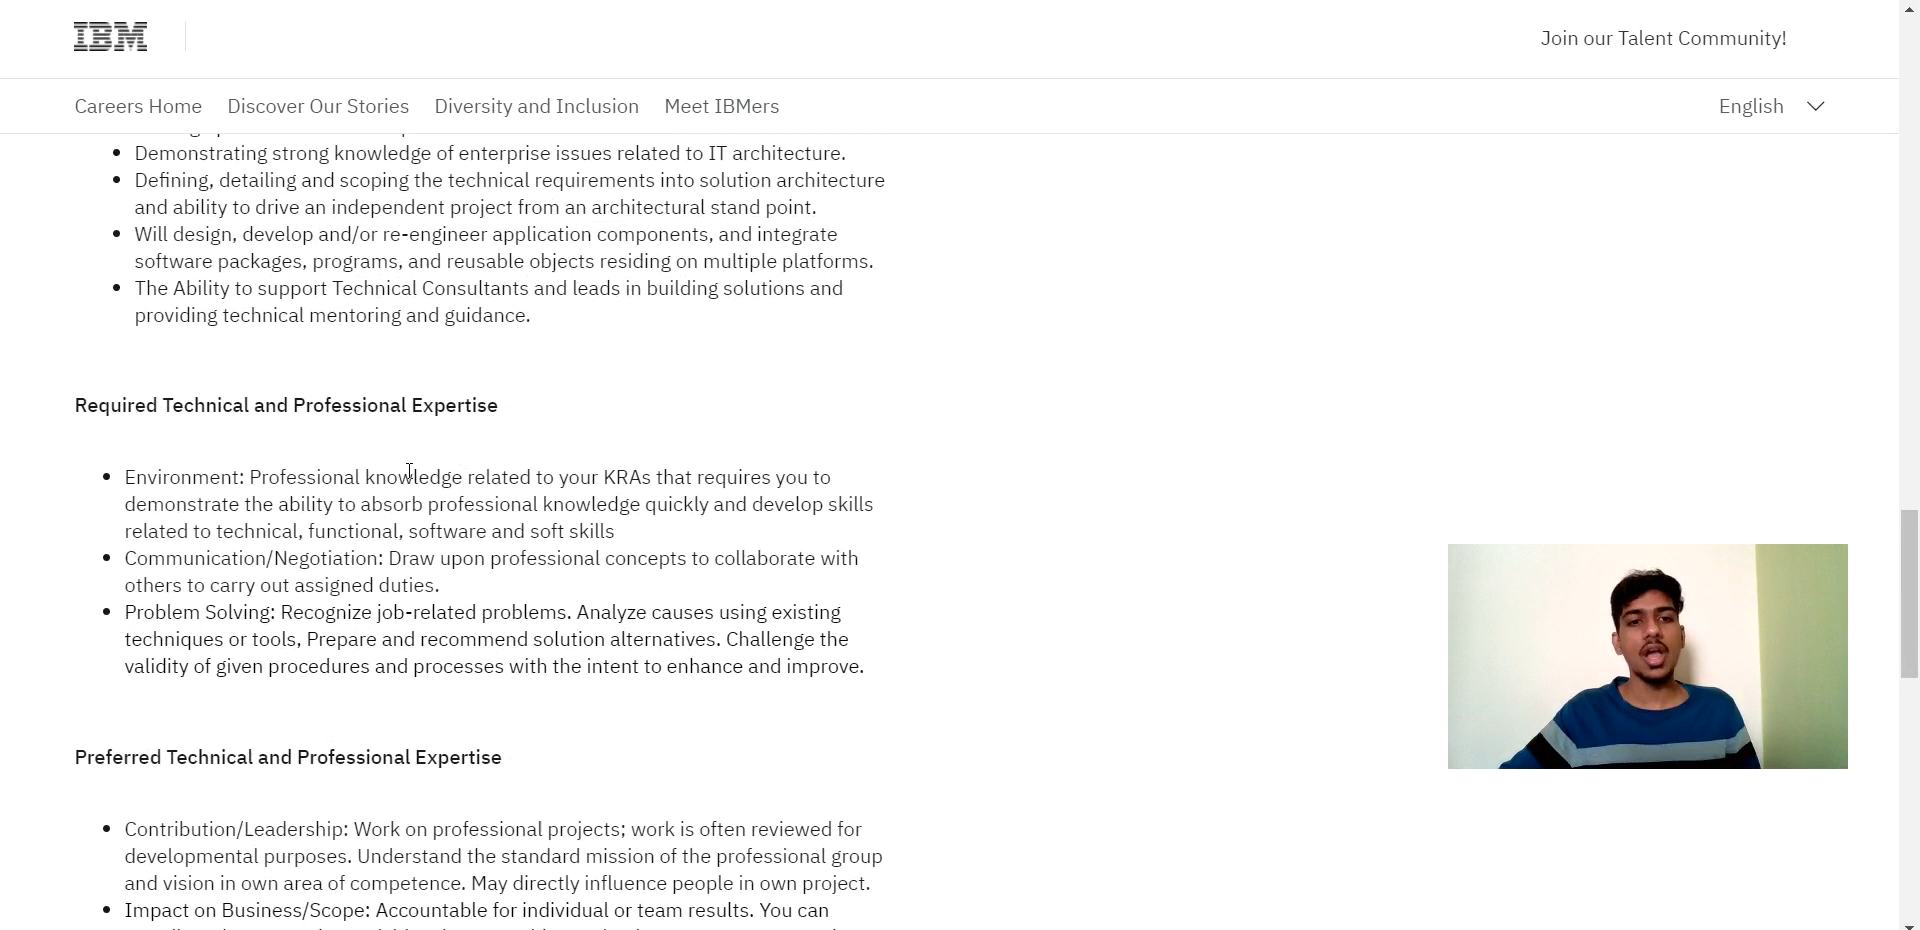 IBM
Join our Talent Community!
Careers Home Discover Our Stories Diversity and Inclusion Meet IBMers
English
• Demonstrating strong knowledge of enterprise issues related to IT architecture.
• Defining, detailing and scoping the technical requirements into solution architecture
and ability to drive an independent project from an architectural stand point.
• Will design, develop and/or re-engineer application components, and integrate
software packages, programs, and reusable objects residing on multiple platforms.
• The Ability to support Technical Consultants and leads in building solutions and
providing technical mentoring and guidance.
Required Technical and Professional Expertise
• Environment: Professional knowledge related to your KRAs that requires you to
demonstrate the ability to absorb professional knowledge quickly and develop skills
related to technical, functional, software and soft skills
• Communication/Negotiation: Draw upon professional concepts to collaborate with
others to carry out assigned duties.
• Problem Solving: Recognize job-related problems. Analyze causes using existing
techniques or tools, Prepare and recommend solution alternatives. Challenge the
validity of given procedures and processes with the intent to enhance and improve.
Preferred Technical and Professional Expertise
• Contribution/Leadership: Work on professional projects; work is often reviewed for
developmental purposes. Understand the standard mission of the professional group
and vision in own area of competence. May directly influence people in own project.
• Impact on Business/Scope: Accountable for individual or team results. You can